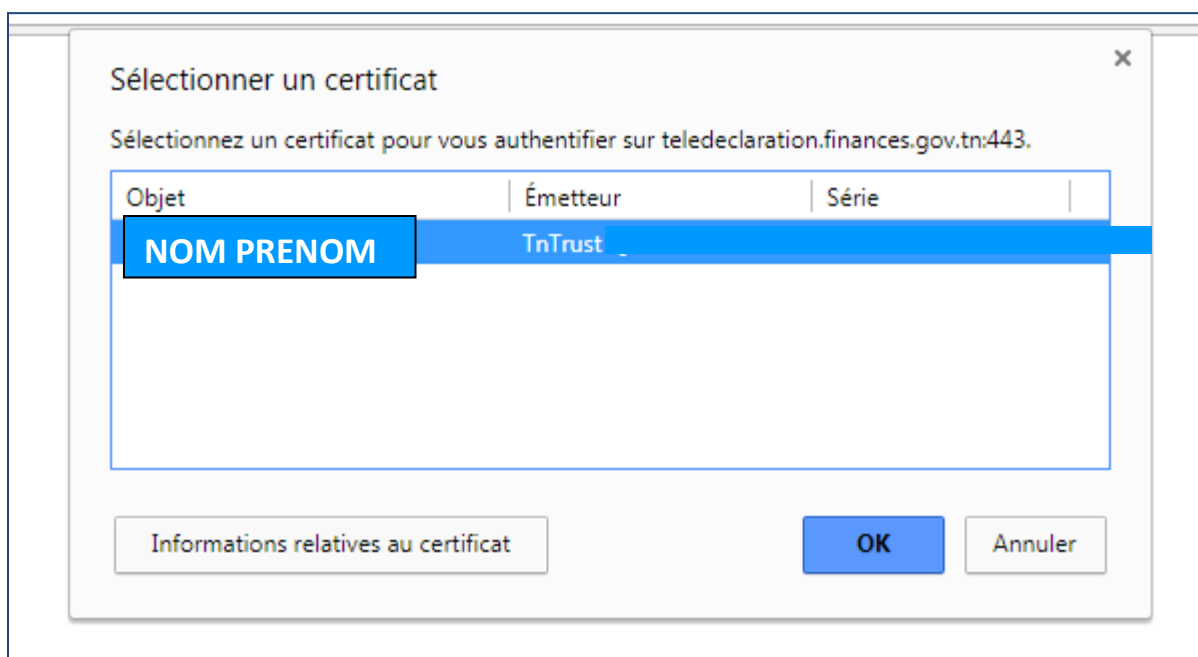 Sélectionner un certificat
Sélectionnez un certificat pour vous authentifier sur teledeclaration.finances.gov.tn:443.
Objet Émetteur Série
NOM PRENOM TnTrust
Informations relatives au certificat OK Annuler